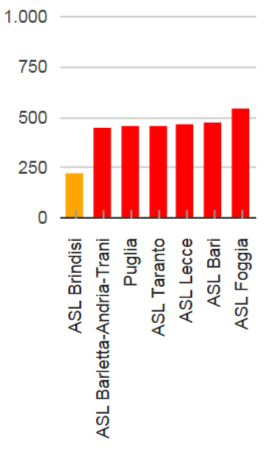 1.000
750
500
250
0
ASL Brindisi
ASL Barletta-Andria-Trani
Puglia
ASL Taranto
ASL Lecce
ASL Bari
ASL Foggia